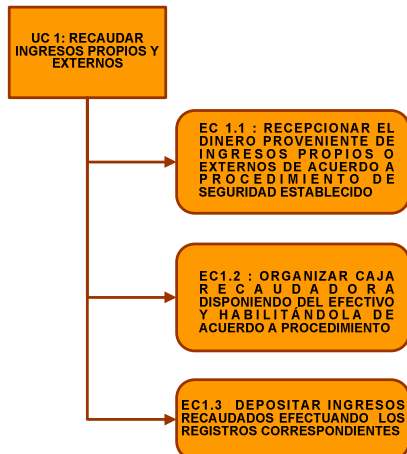 UC 1: RECAUDAR
INGRESOS PROPIOS Y
EXTERNOS
EC 1.1 : RECEPCIONAR EL
DINERO PROVENIENTE DE
INGRESOS PROPIOS O
EXTERNOS DE ACUERDO A
PROCEDIMIENTO DE
SEGURIDAD ESTABLECIDO
EC1.2 : ORGANIZAR CAJA
RECAUDADORA
DISPONIENDO DEL EFECTIVO
Y HABILITÁNDOLA DE
ACUERDO A PROCEDIMIENTO
EC1.3 DEPOSITAR INGRESOS
RECAUDADOS EFECTUANDO LOS
REGISTROS CORRESPONDIENTES